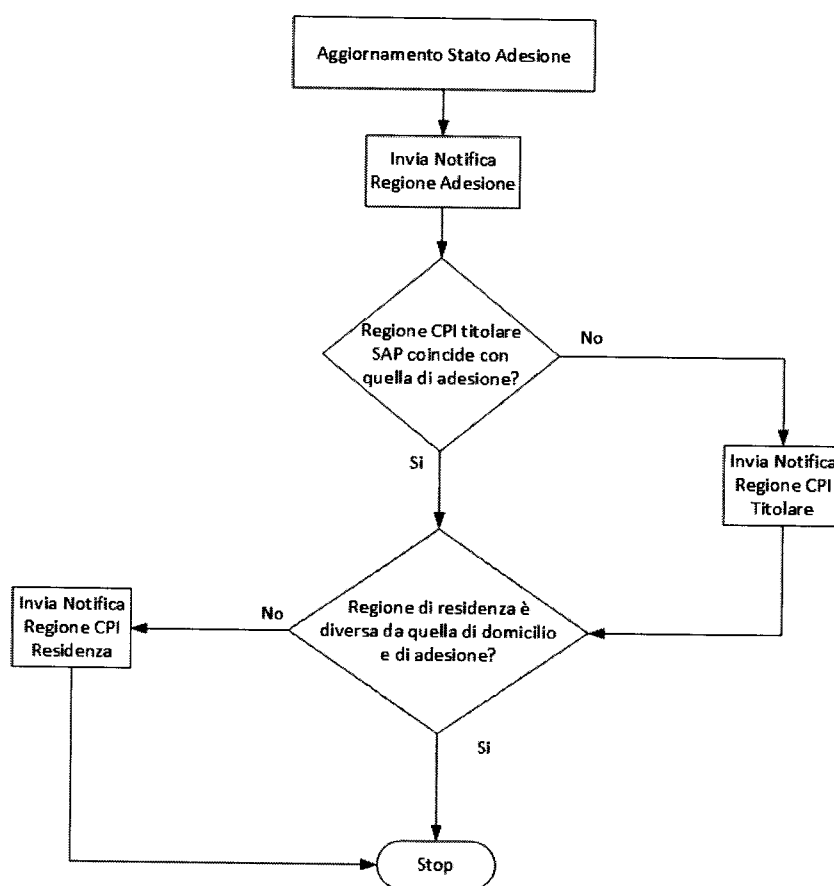 Aggiornamento Stato Adesione
Invia Notifica
Regione Adesione
Regione CPI titolare
SAP coincide con
quella di adesione?
No
Si
Invia Notifica
Regione CPI
Titolare
Regione di residenza è
diversa da quella di domicilio
e di adesione?
No
Invia Notifica
Regione CPI
Residenza
Si
Stop